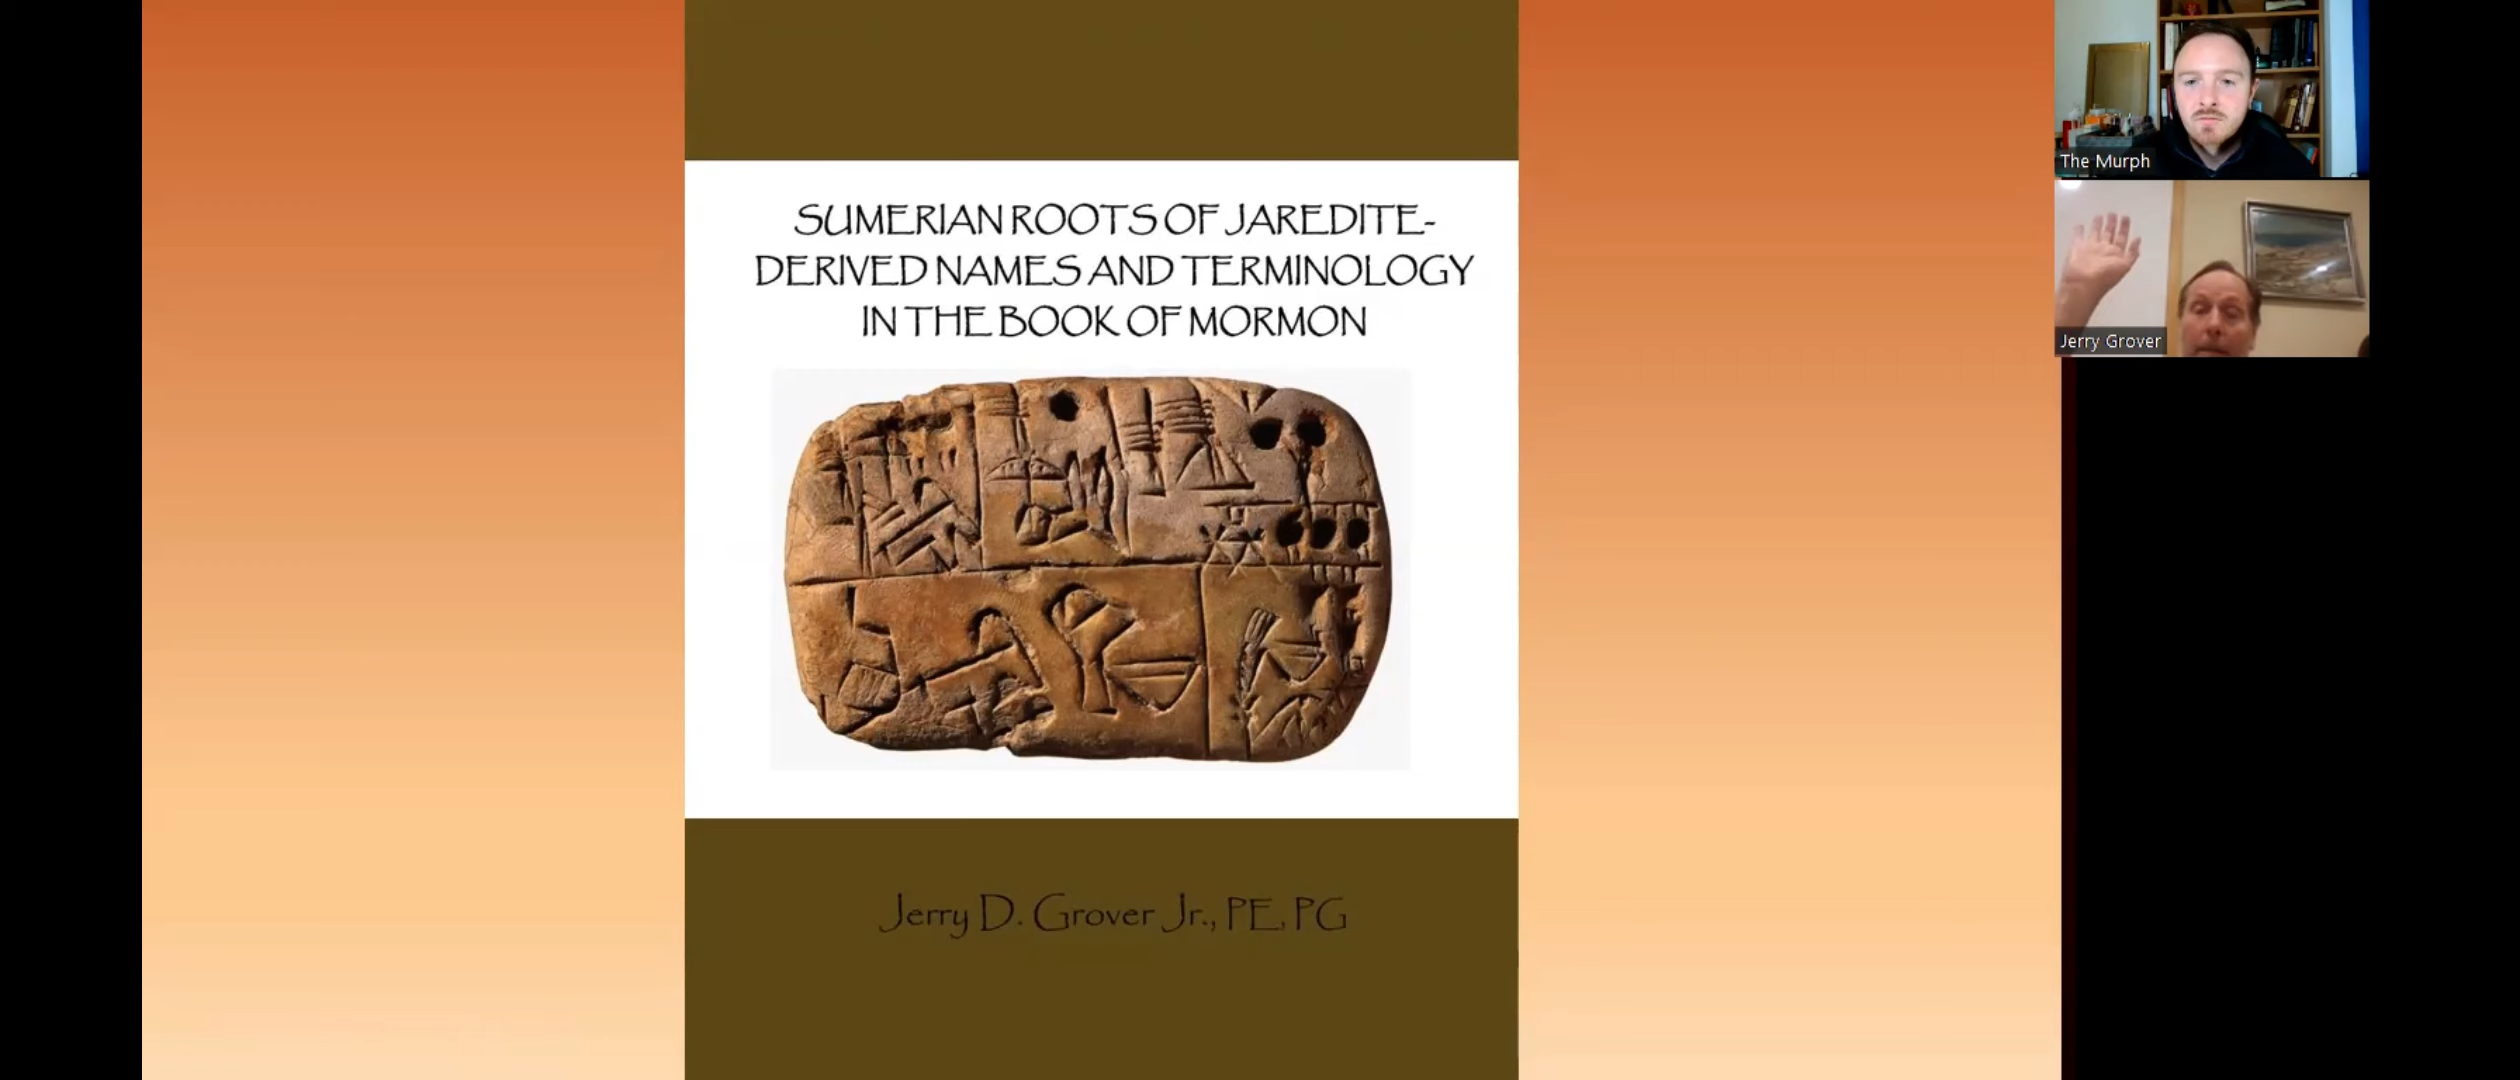 SUMERIAN ROOTS OF JAREDITE-
DERIVED NAMES AND TERMINOLOGY
IN THE BOOK OF MORMON
Jerry D. Grover Jr., PE, PG
The Murph
Jerry Grover